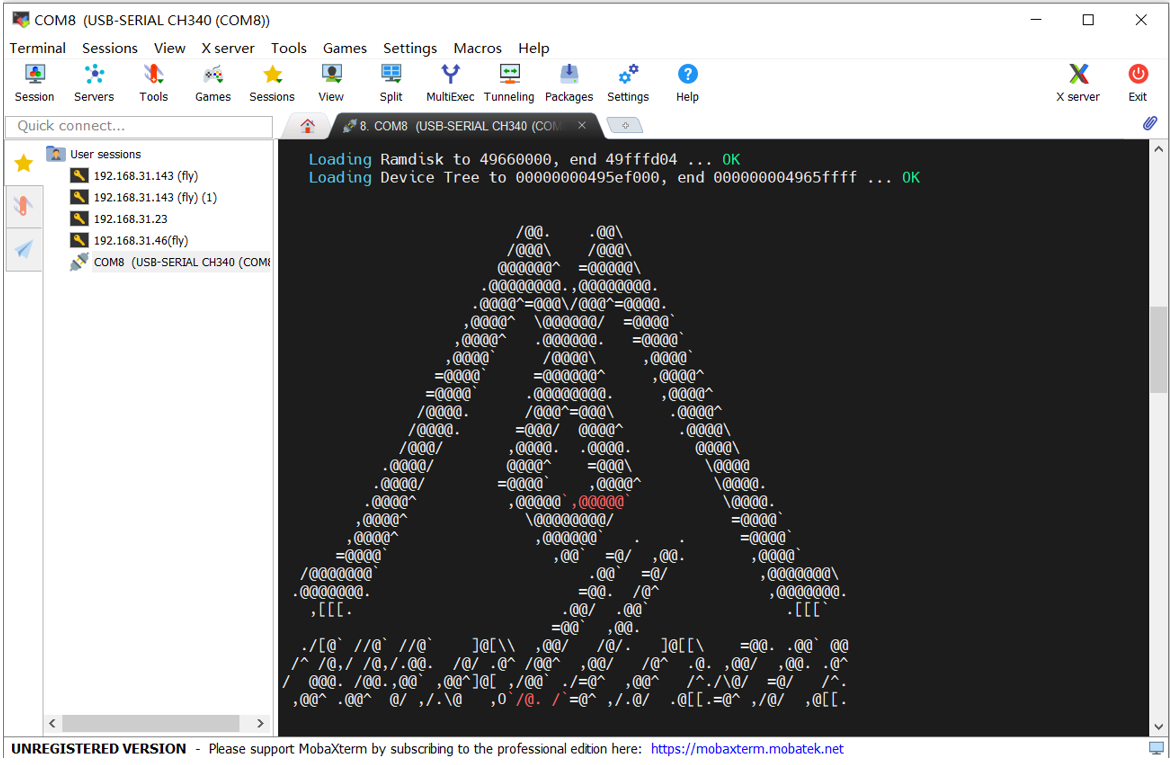 COM8  (USB-SERIAL CH340 (COM8))
Terminal Sessions View X server Tools Games Settings Macros Help
Session Servers Tools Games Sessions View Split MultiExec Tunneling Packages Settings Help X server Exit
Quick connect...
8. COM8  (USB-SERIAL CH340 (COM
User sessions
192.168.31.143 (fly)
192.168.31.143 (fly) (1)
192.168.31.23
192.168.31.46(fly)
COM8  (USB-SERIAL CH340 (COM8
Loading Ramdisk to 49660000, end 49fffd04 ... OK
Loading Device Tree to 00000000495ef000, end 000000004965ffff ... OK
UNREGISTERED VERSION  -  Please support MobaXterm by subscribing to the professional edition here:  https://mobaxterm.mobatek.net